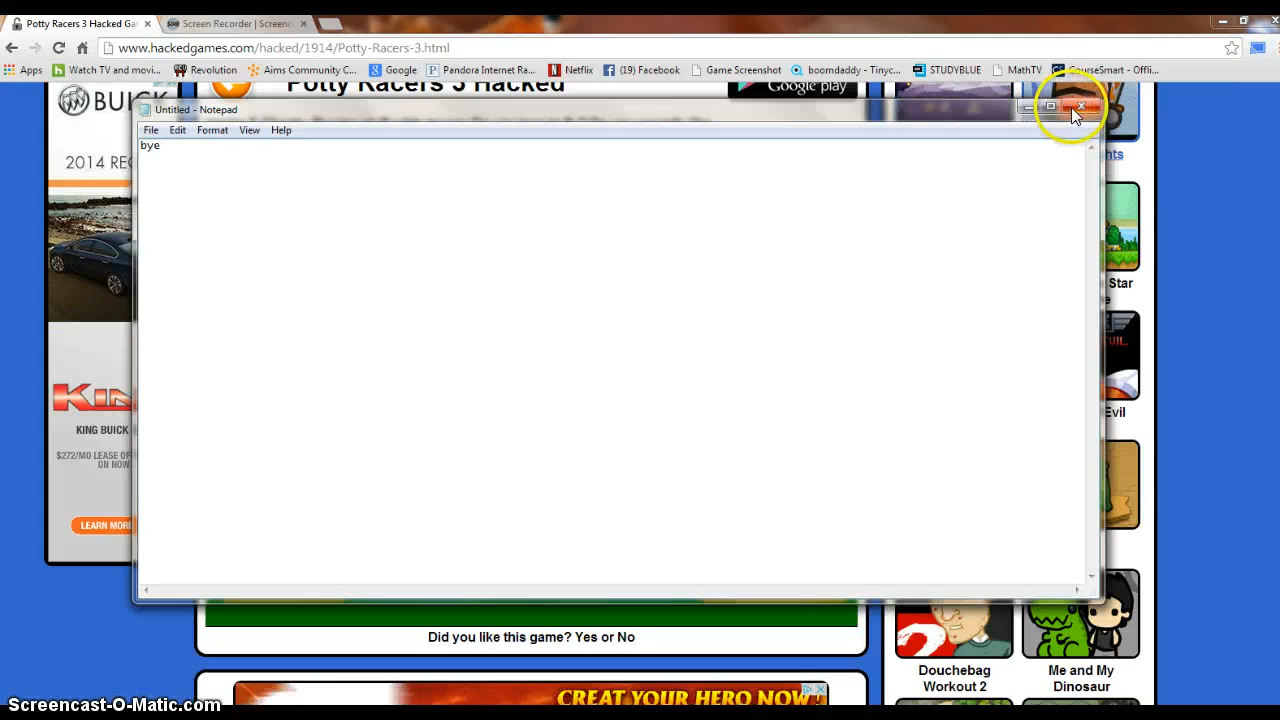 Potty Racers 3 Hacked Ga
Screen Recorder | Screenc
www.hackedgames.com/hacked/1914/Potty-Racers-3.html
Apps
Watch TV and movi...
Revolution
Aims Community C...
Google
Pandora Internet Ra...
Netflix
(19) Facebook
Game Screenshot
boomdaddy - Tinyc...
STUDYBLUE
MathTV
CourseSmart - Offli...
BUICK
Potty Racers 3 Hacked
Google play
Untitled - Notepad
File Edit Format View Help
bye
2014
hts
Star
e
Evil
KING BUICK
$272/MO LEASE
ON NOW
LEARN MORE
Did you like this game? Yes or No
Douchebag
Workout 2
Me and My
Dinosaur
CREAT YOUR HERO NOW!
Screencast-O-Matic.com